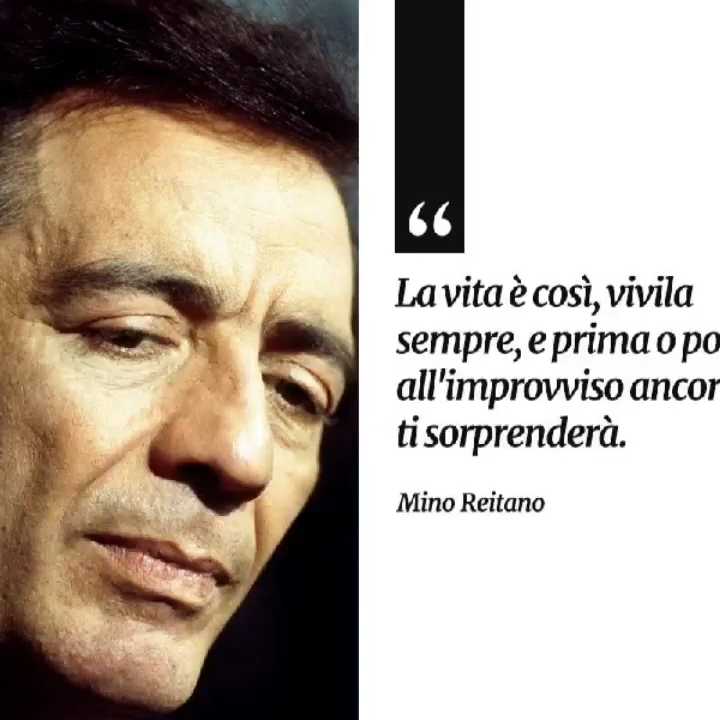 “
La vita è così, vivila
sempre, e prima o po
all'improvviso ancor
ti sorprenderà.
Mino Reitano